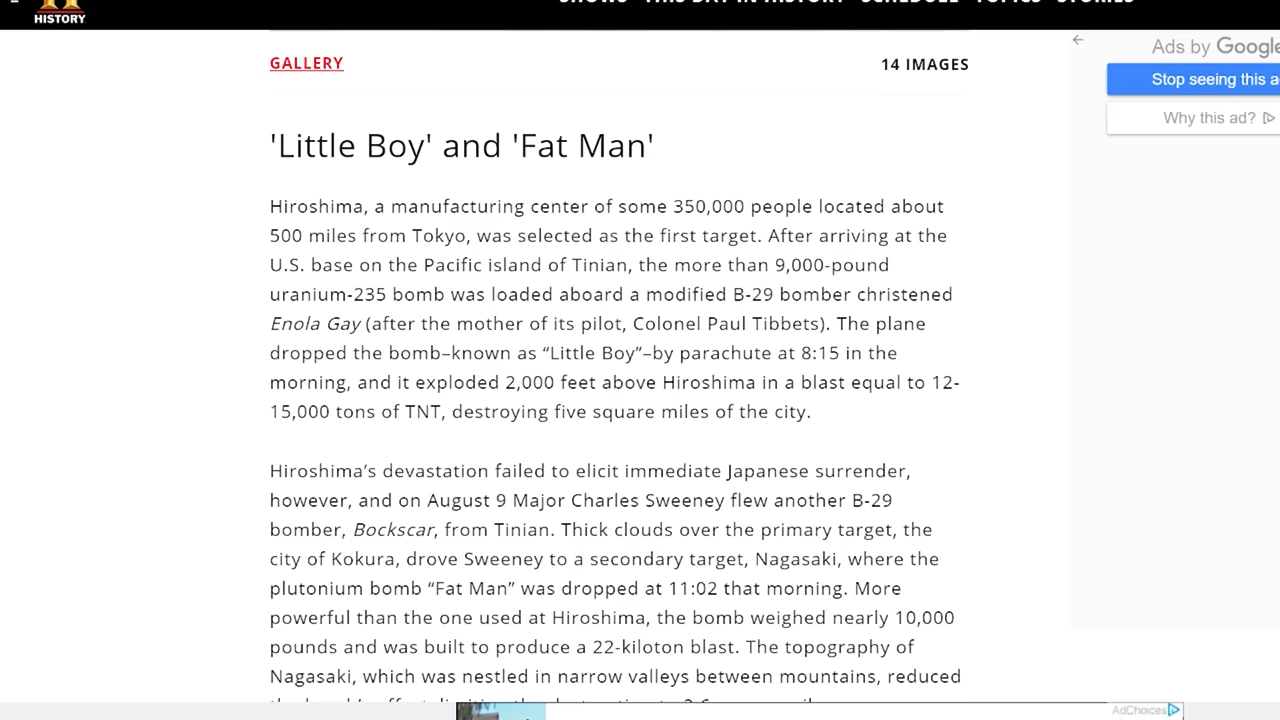 HISTORY
SHOWS THIS DAY IN HISTORY SCHEDULE TOPICS STORIES
GALLERY
14 IMAGES
Ads by Google
Stop seeing this a
Why this ad?
'Little Boy' and 'Fat Man'
Hiroshima, a manufacturing center of some 350,000 people located about
500 miles from Tokyo, was selected as the first target. After arriving at the
U.S. base on the Pacific island of Tinian, the more than 9,000-pound
uranium-235 bomb was loaded aboard a modified B-29 bomber christened
Enola Gay (after the mother of its pilot, Colonel Paul Tibbets). The plane
dropped the bomb–known as “Little Boy”–by parachute at 8:15 in the
morning, and it exploded 2,000 feet above Hiroshima in a blast equal to 12-
15,000 tons of TNT, destroying five square miles of the city.
Hiroshima’s devastation failed to elicit immediate Japanese surrender,
however, and on August 9 Major Charles Sweeney flew another B-29
bomber, Bockscar, from Tinian. Thick clouds over the primary target, the
city of Kokura, drove Sweeney to a secondary target, Nagasaki, where the
plutonium bomb “Fat Man” was dropped at 11:02 that morning. More
powerful than the one used at Hiroshima, the bomb weighed nearly 10,000
pounds and was built to produce a 22-kiloton blast. The topography of
Nagasaki, which was nestled in narrow valleys between mountains, reduced
AdChoices